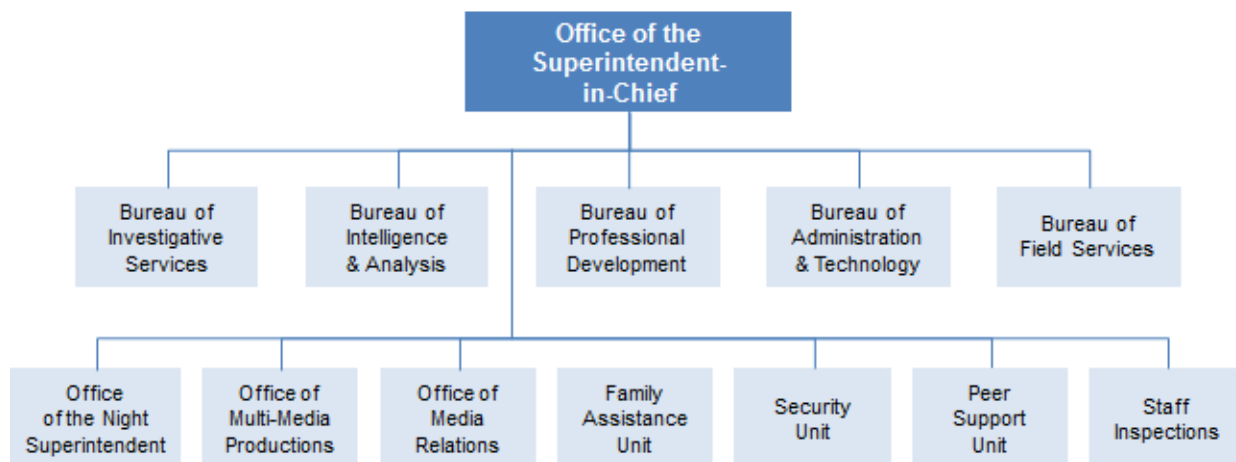 Office of the
Superintendent-
in-Chief
Bureau of
Investigative
Services
Bureau of
Intelligence
& Analysis
Bureau of
Professional
Development
Bureau of
Administration
& Technology
Bureau of
Field Services
Office
of the Night
Superintendent
Office of
Multi-Media
Productions
Office of
Media
Relations
Family
Assistance
Unit
Security
Unit
Peer
Support
Unit
Staff
Inspections